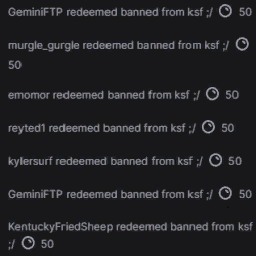 GeminiFTP redeemed banned from ksf ;/ 50
murgle_gurgle redeemed banned from ksf ;/
50
emomor redeemed banned from ksf ;/ 50
reyted1 redeemed banned from ksf ;/ 50
kylersurf redeemed banned from ksf ;/ 50
GeminiFTP redeemed banned from ksf ;/ 50
KentuckyFriedSheep redeemed banned from ksf
;/ 50